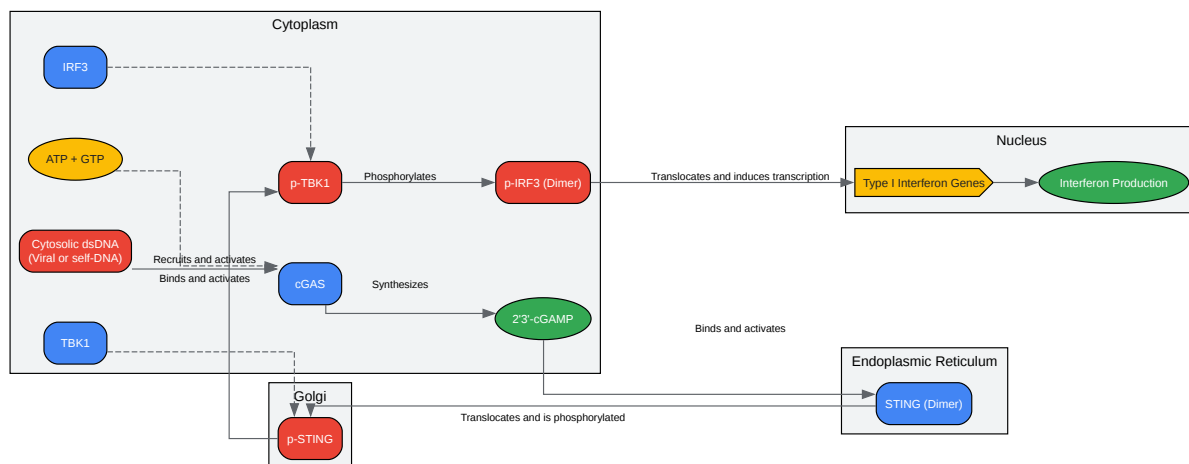 Cytoplasm
IRF3
ATP + GTP
p-TBK1
Phosphorylates
p-IRF3 (Dimer)
Translocates and induces transcription
Nucleus
Type I Interferon Genes
Interferon Production
Cytosolic dsDNA
(Viral or self-DNA)
Recruits and activates
Binds and activates
cGAS
Synthesizes
2'3'-cGAMP
Binds and activates
TBK1
Endoplasmic Reticulum
STING (Dimer)
Golgi
Translocates and is phosphorylated
p-STING